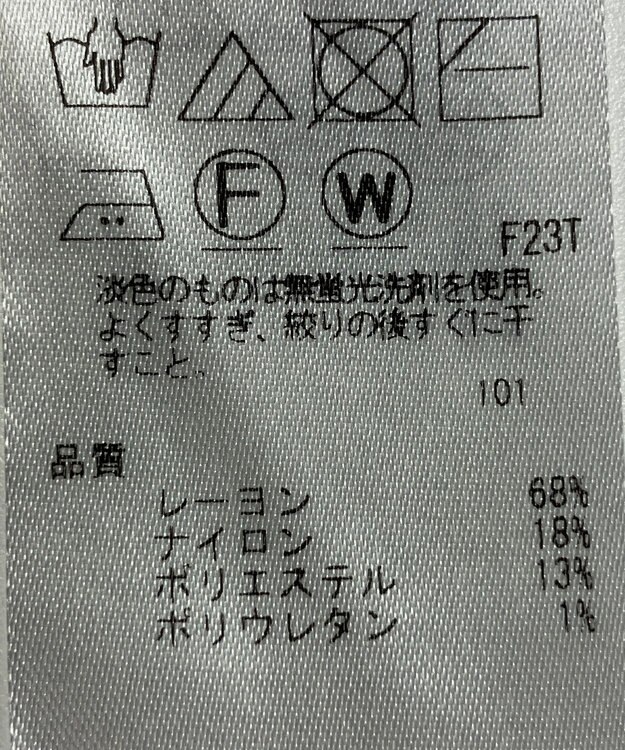 F
W
F23T
淡色のものは無蛍光洗剤を使用。
よくすすぎ、絞りの後すぐに干
すこと。
101
品質
レーヨン 68%
ナイロン 18%
ポリエステル 13%
ポリウレタン 1%